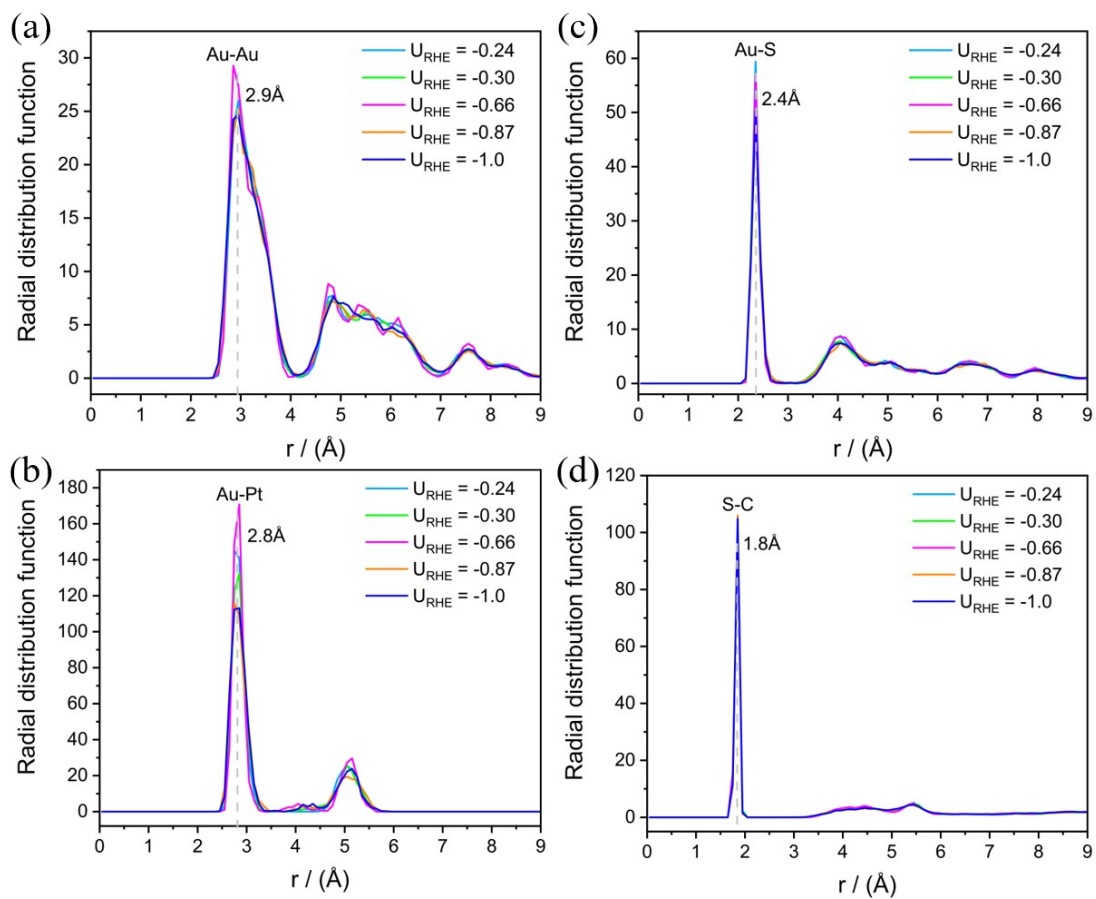 (a)
Radial distribution function
30
25
20
15
10
5
0
Au-Au
2.9Å
U_RHE = -0.24
U_RHE = -0.30
U_RHE = -0.66
U_RHE = -0.87
U_RHE = -1.0
0 1 2 3 4 5 6 7 8 9
r / (Å)
(c)
Radial distribution function
60
50
40
30
20
10
0
Au-S
2.4Å
U_RHE = -0.24
U_RHE = -0.30
U_RHE = -0.66
U_RHE = -0.87
U_RHE = -1.0
0 1 2 3 4 5 6 7 8 9
r / (Å)
(b)
Radial distribution function
180
160
140
120
100
80
60
40
20
0
Au-Pt
2.8Å
U_RHE = -0.24
U_RHE = -0.30
U_RHE = -0.66
U_RHE = -0.87
U_RHE = -1.0
0 1 2 3 4 5 6 7 8 9
r / (Å)
(d)
Radial distribution function
120
100
80
60
40
20
0
S-C
1.8Å
U_RHE = -0.24
U_RHE = -0.30
U_RHE = -0.66
U_RHE = -0.87
U_RHE = -1.0
0 1 2 3 4 5 6 7 8 9
r / (Å)